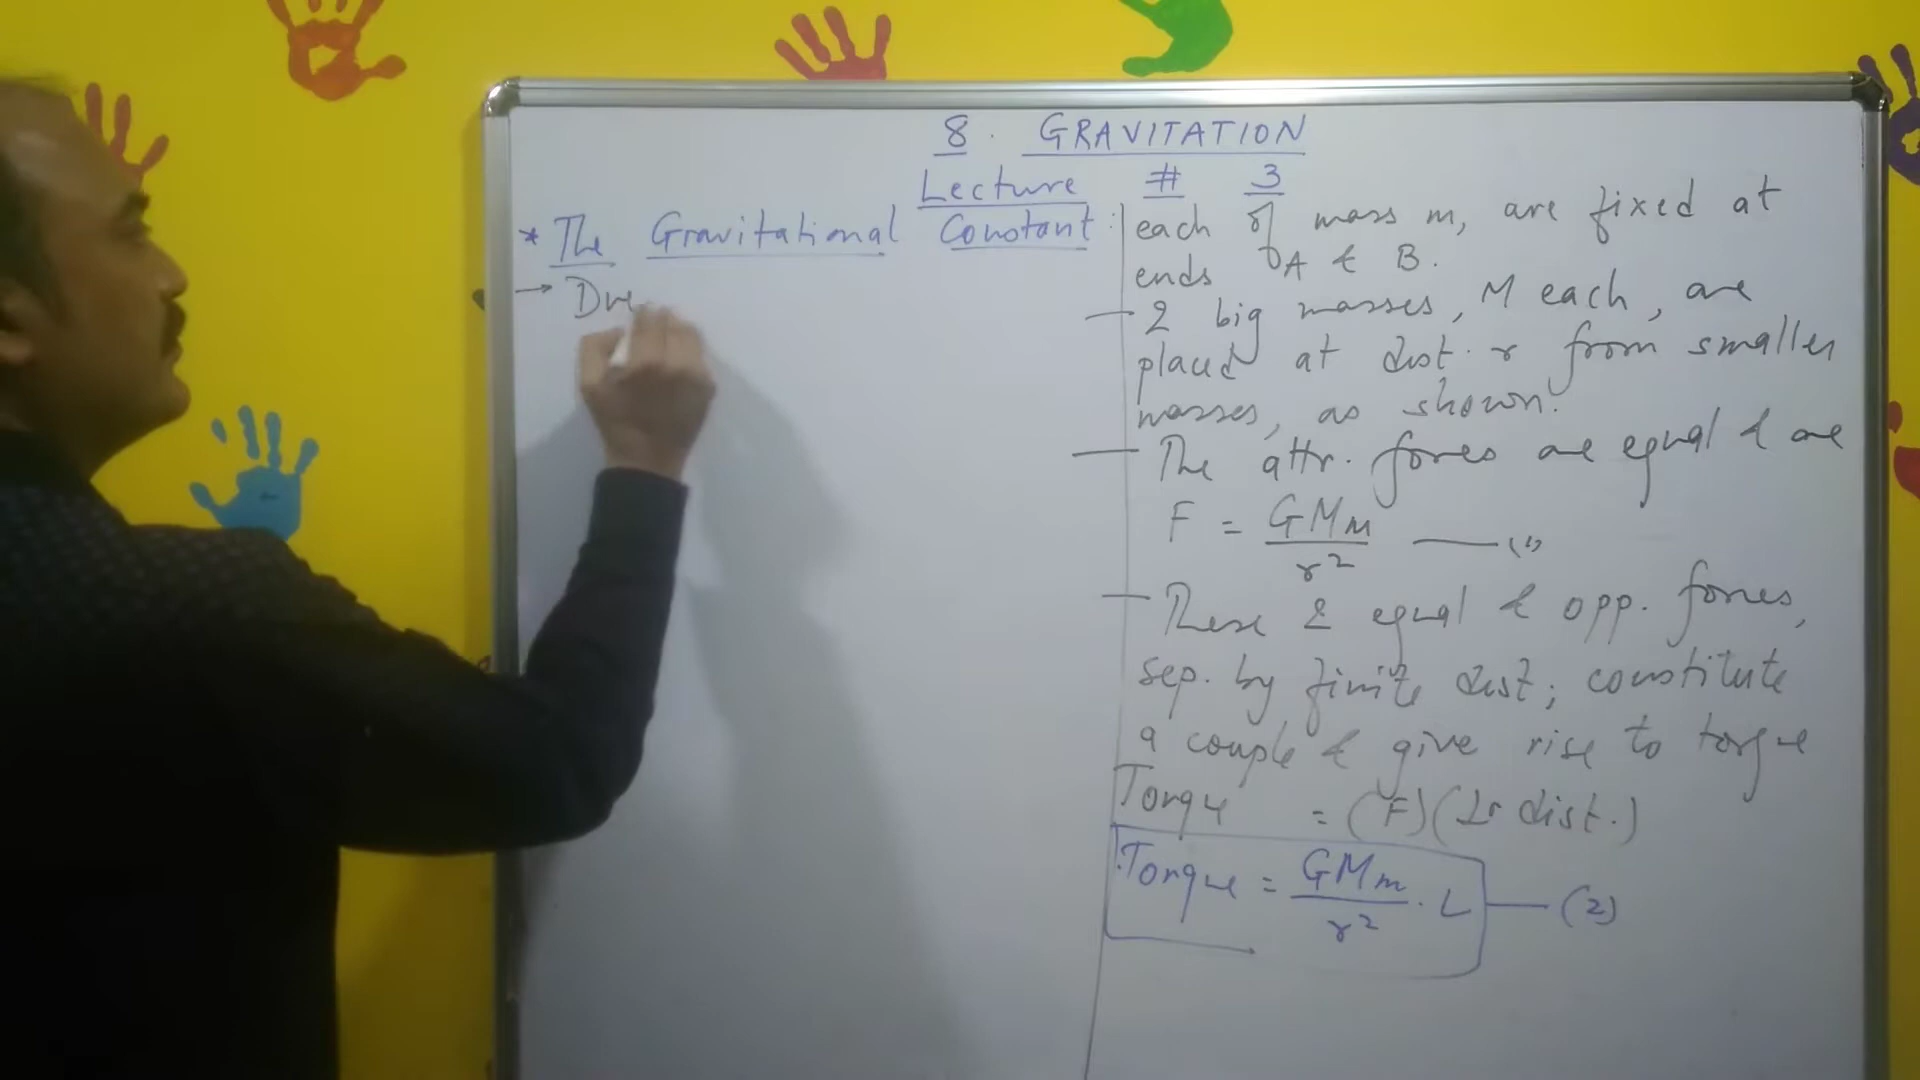 8. GRAVITATION
Lecture # 3
* The Gravitational Constant:
→ Due
each of mass m, are fixed at
ends A & B.
— 2 big masses, M each, are
placed at dist. r from smaller
masses, as shown.
— The attr. forces are equal & are
F = GMm/r² —(1)
— These 2 equal & opp. forces,
sep. by finite dist; constitute
a couple & give rise to torque
Torque = (F)(Lr dist.)
Torque = GMm/r² . L —(2)